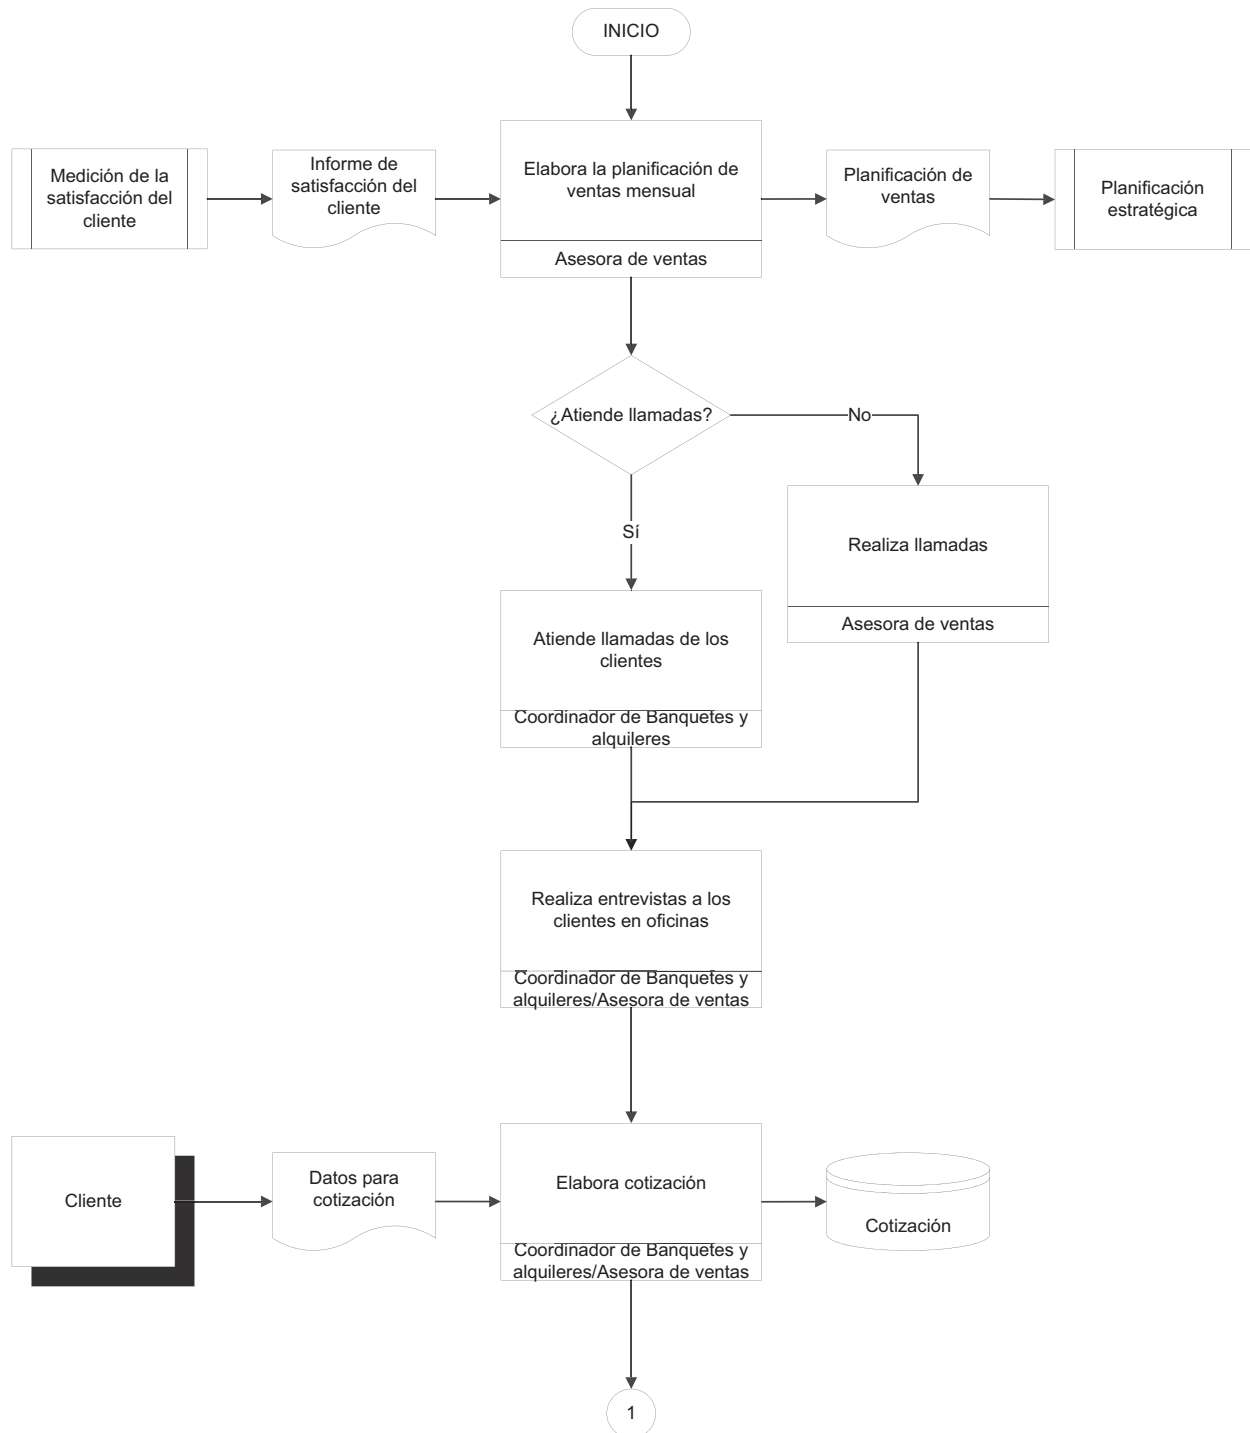 INICIO
Medición de la
satisfacción del
cliente
Informe de
satisfacción del
cliente
Elabora la planificación de
ventas mensual
Asesora de ventas
Planificación de
ventas
Planificación
estratégica
¿Atiende llamadas?
No
Sí
Realiza llamadas
Asesora de ventas
Atiende llamadas de los
clientes
Coordinador de Banquetes y
alquileres
Realiza entrevistas a los
clientes en oficinas
Coordinador de Banquetes y
alquileres/Asesora de ventas
Cliente
Datos para
cotización
Elabora cotización
Coordinador de Banquetes y
alquileres/Asesora de ventas
Cotización
1